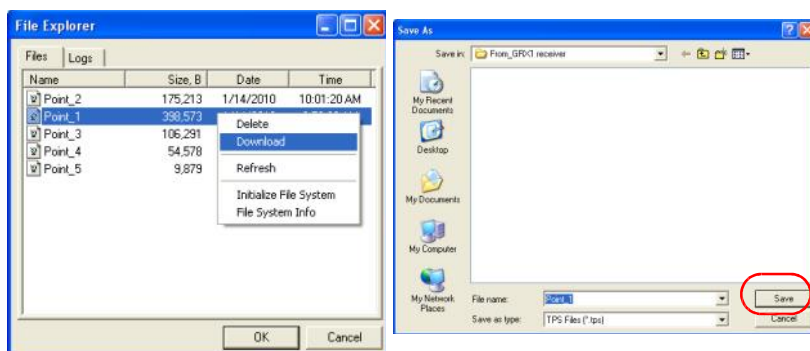 File Explorer
Files Logs
Name Size, B Date Time
Point_2 175,213 1/14/2010 10:01:20 AM
Point_1 398,573
Point_3 106,291
Point_4 54,578
Point_5 9,879
Delete
Download
Refresh
Initialize File System
File System Info
OK Cancel
Save As
Save in: From_GRX1 receiver
My Recent
Documents
Desktop
My Documents
My Computer
My Network
Places
File name: Point_1 Save
Save as type: TPS Files (*.tps) Cancel